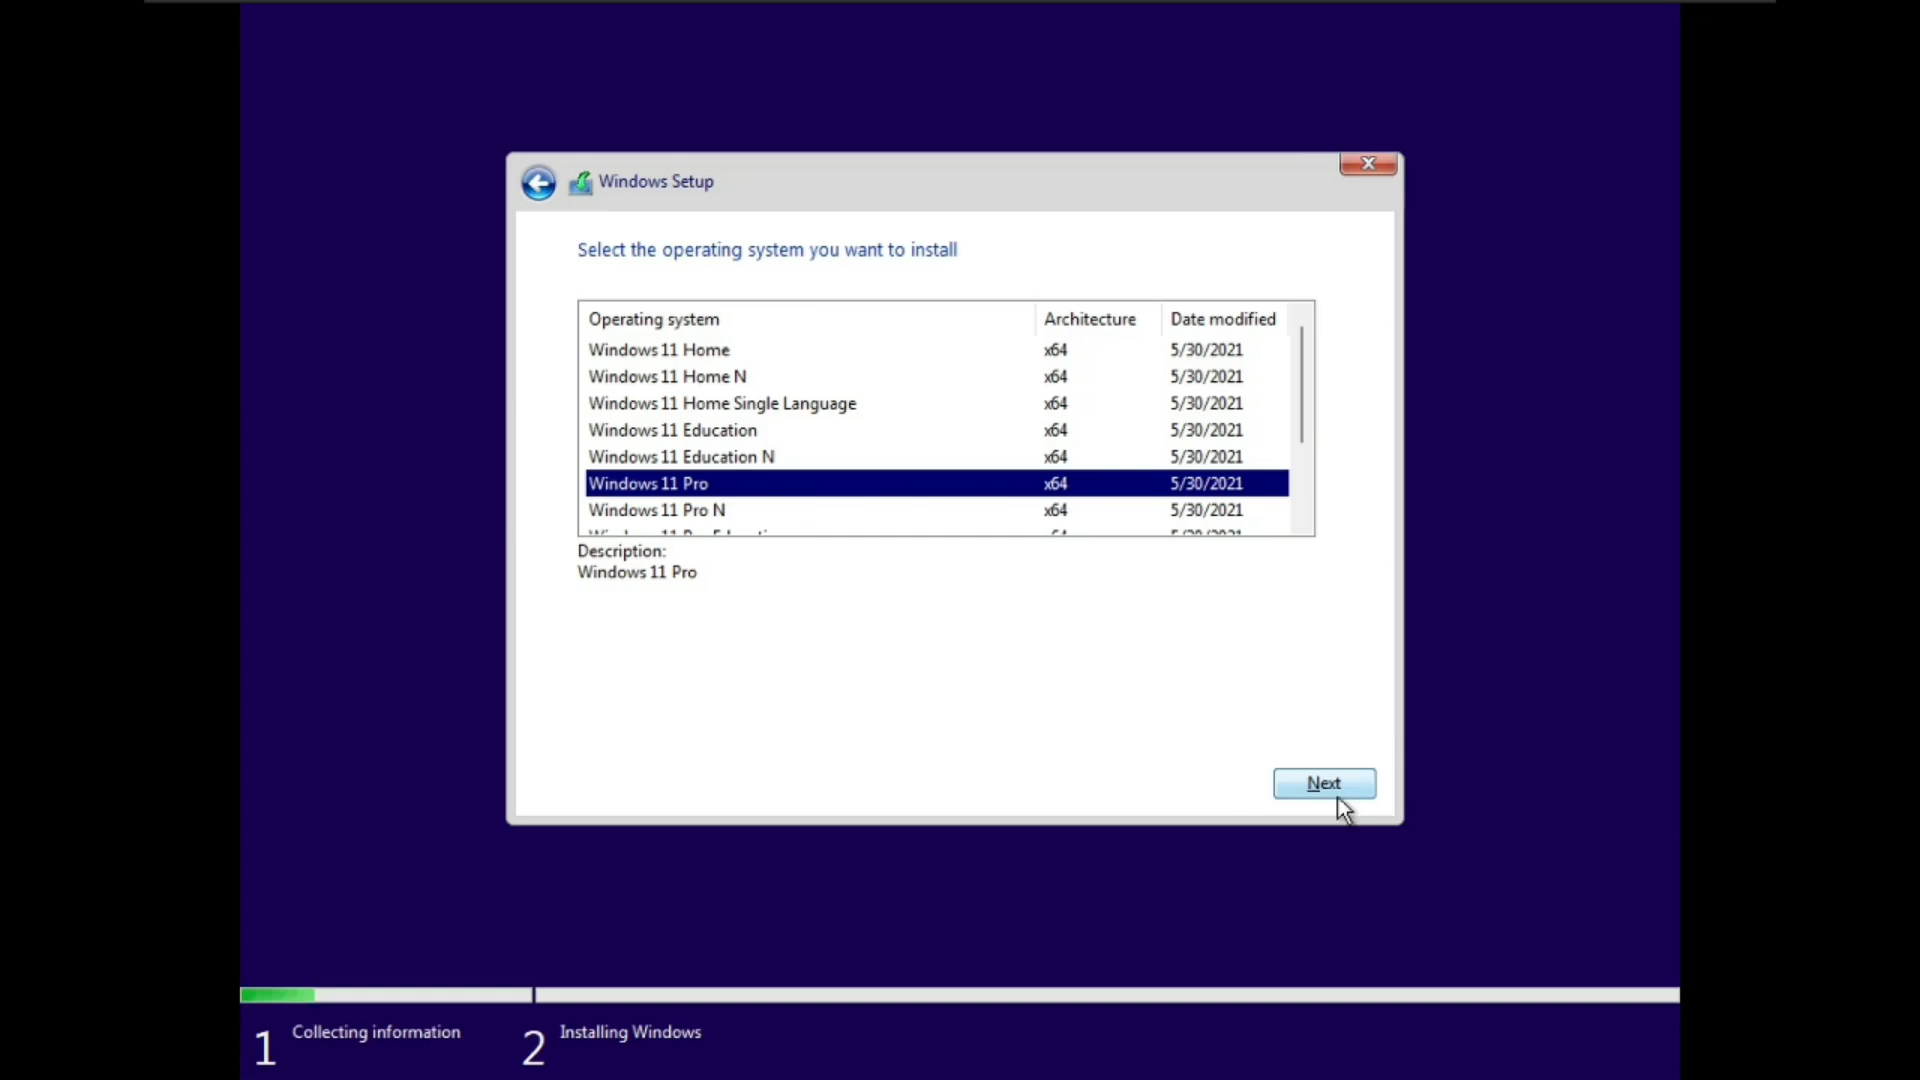 Windows Setup
Select the operating system you want to install
Operating system Architecture Date modified
Windows 11 Home x64 5/30/2021
Windows 11 Home N x64 5/30/2021
Windows 11 Home Single Language x64 5/30/2021
Windows 11 Education x64 5/30/2021
Windows 11 Education N x64 5/30/2021
Windows 11 Pro x64 5/30/2021
Windows 11 Pro N x64 5/30/2021
Description:
Windows 11 Pro
Next
1 Collecting information 2 Installing Windows